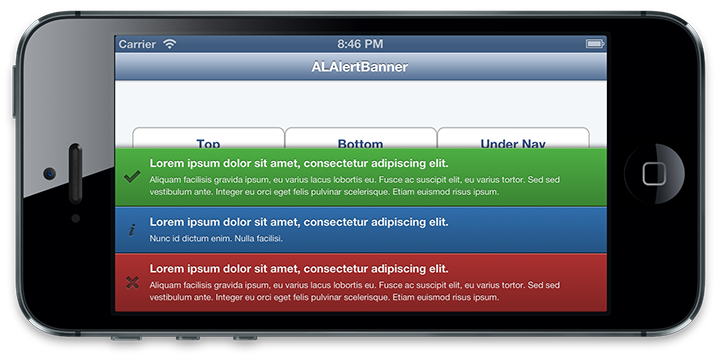 Carrier 8:46 PM
ALAlertBanner
Top Bottom Under Nav
Lorem ipsum dolor sit amet, consectetur adipiscing elit.
Aliquam facilisis gravida ipsum, eu varius lacus lobortis eu. Fusce ac suscipit elit, eu varius tortor. Sed sed
vestibulum ante. Integer eu orci eget felis pulvinar scelerisque. Etiam euismod risus ipsum.
Lorem ipsum dolor sit amet, consectetur adipiscing elit.
Nunc id dictum enim. Nulla facilisi.
Lorem ipsum dolor sit amet, consectetur adipiscing elit.
Aliquam facilisis gravida ipsum, eu varius lacus lobortis eu. Fusce ac suscipit elit, eu varius tortor. Sed sed
vestibulum ante. Integer eu orci eget felis pulvinar scelerisque. Etiam euismod risus ipsum.